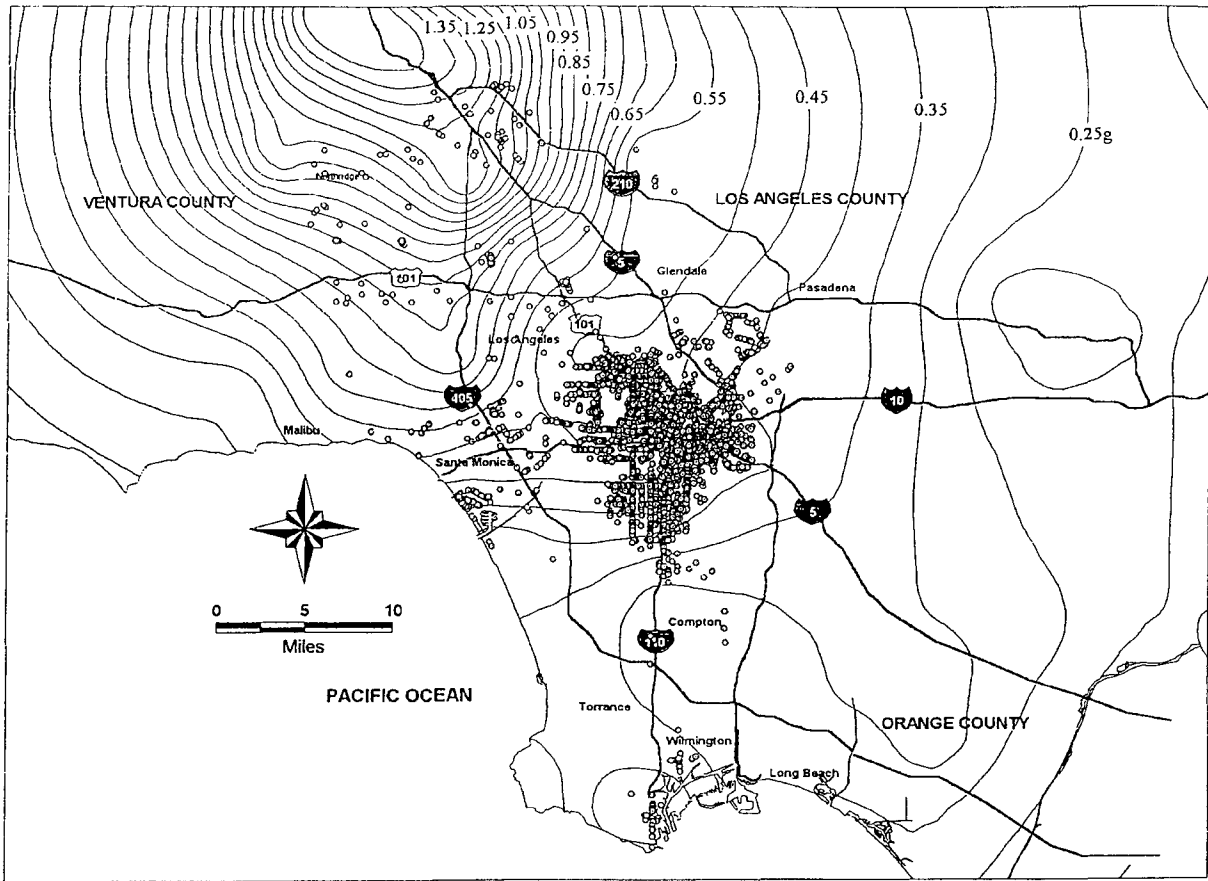 1.35 1.25 1.05
0.95
0.85
0.75
0.65
0.55
0.45
0.35
0.25g
VENTURA COUNTY
Northridge
210
LOS ANGELES COUNTY
5
Glendale
Pasadena
101
101
Los Angeles
405
10
Malibu
Santa Monica
5
0 5 10
Miles
Compton
110
PACIFIC OCEAN
Torrance
ORANGE COUNTY
Wilmington
Long Beach